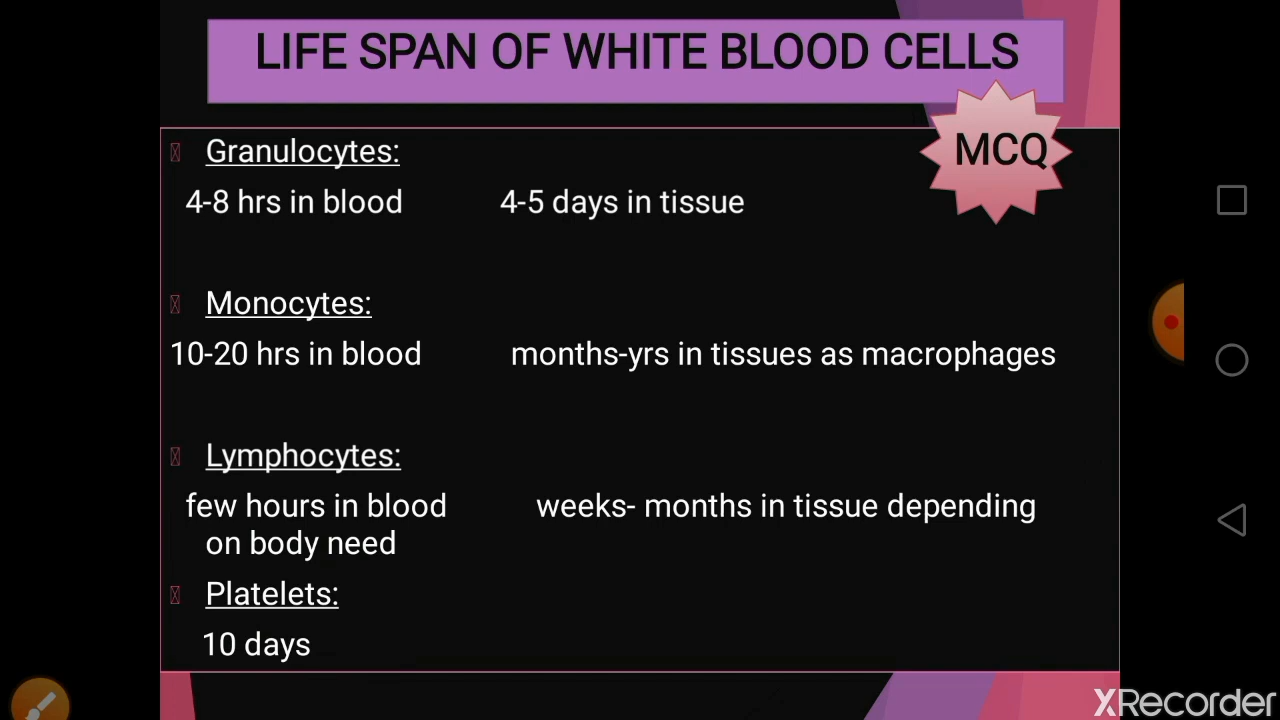 LIFE SPAN OF WHITE BLOOD CELLS
MCQ
Granulocytes:
4-8 hrs in blood 4-5 days in tissue
Monocytes:
10-20 hrs in blood months-yrs in tissues as macrophages
Lymphocytes:
few hours in blood weeks- months in tissue depending
on body need
Platelets:
10 days
XRecorder